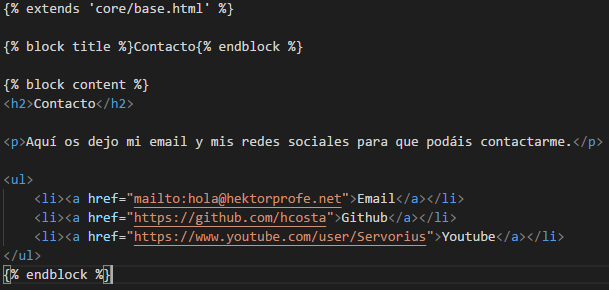 {% extends 'core/base.html' %}
{% block title %}Contacto{% endblock %}
{% block content %}
<h2>Contacto</h2>
<p>Aquí os dejo mi email y mis redes sociales para que podáis contactarme.</p>
<ul>
<li><a href="mailto:hola@hektorprofe.net">Email</a></li>
<li><a href="https://github.com/hcosta">Github</a></li>
<li><a href="https://www.youtube.com/user/Servorius">Youtube</a></li>
</ul>
{% endblock %}